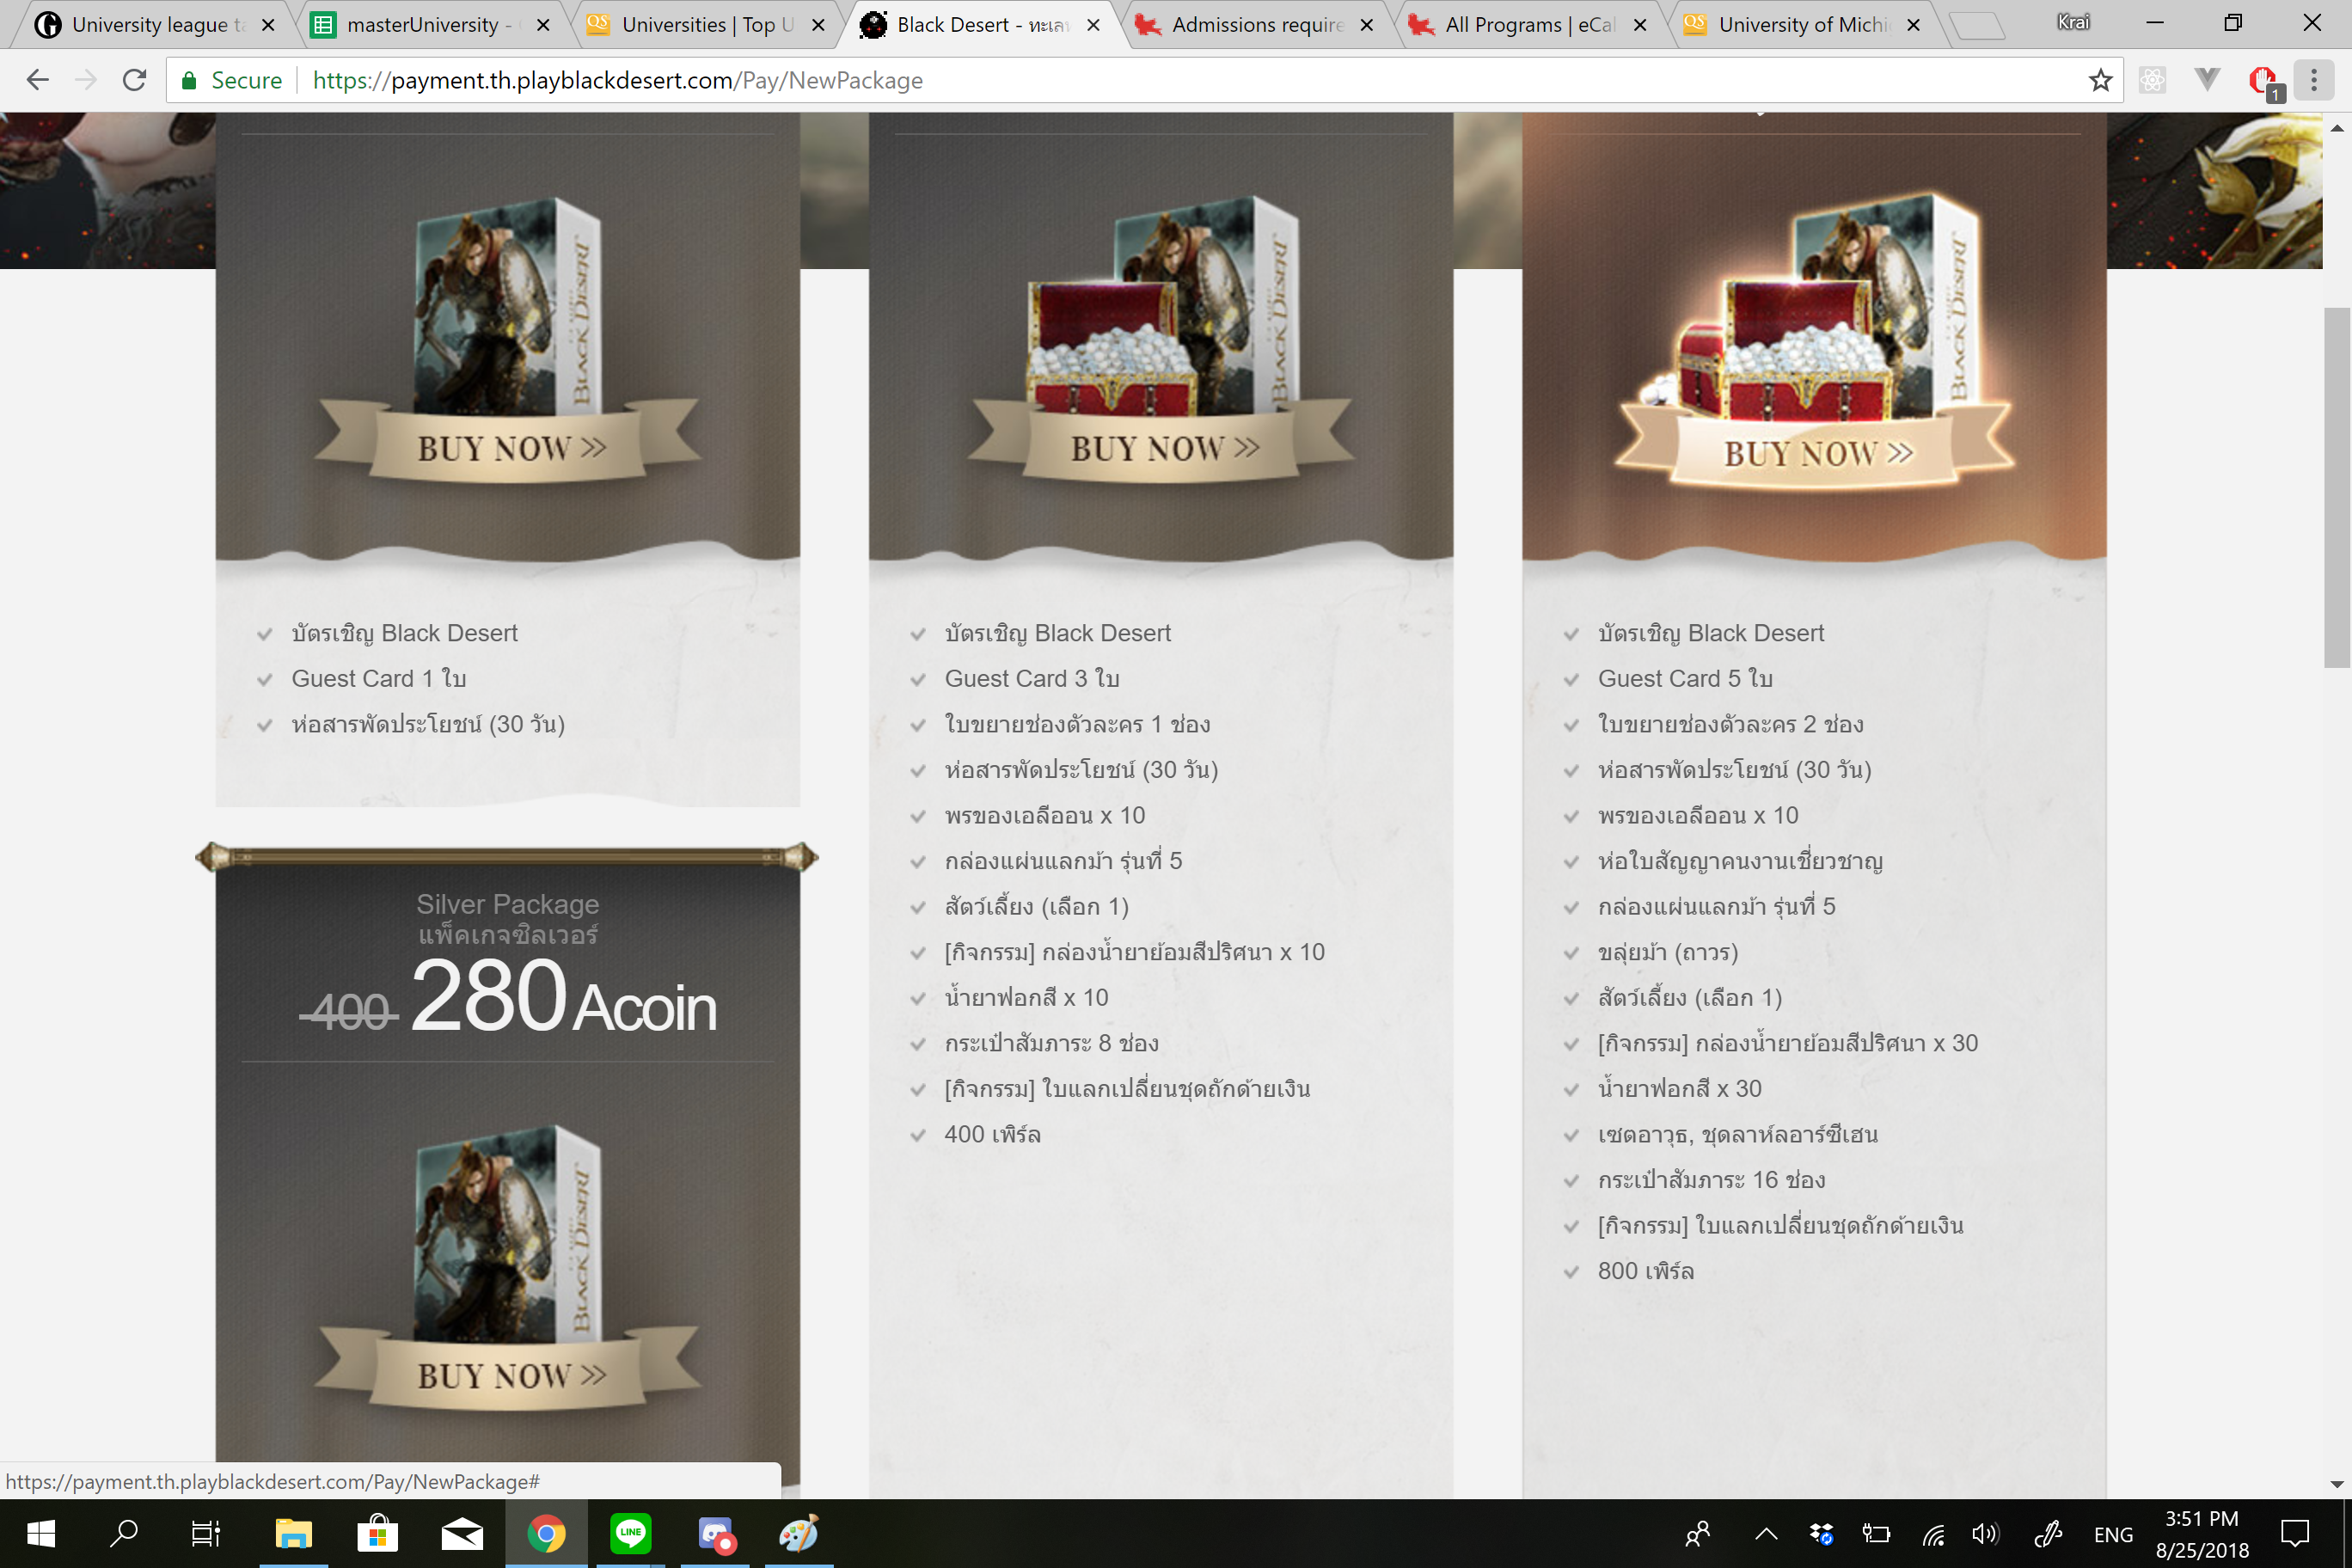 University league ta
masterUniversity - 
Universities | Top U
Black Desert - ทะเลท
Admissions require
All Programs | eCal
University of Michi
Krai
Secure
https://payment.th.playblackdesert.com/Pay/NewPackage
1
BLACK DESERT
BUY NOW >>
บัตรเชิญ Black Desert
Guest Card 1 ใบ
ห่อสารพัดประโยชน์ (30 วัน)
Silver Package
แพ็คเกจซิลเวอร์
400 280 Acoin
BLACK DESERT
BUY NOW >>
BLACK DESERT
BUY NOW >>
บัตรเชิญ Black Desert
Guest Card 3 ใบ
ใบขยายช่องตัวละคร 1 ช่อง
ห่อสารพัดประโยชน์ (30 วัน)
พรของเอลีออน x 10
กล่องแผ่นแลกม้า รุ่นที่ 5
สัตว์เลี้ยง (เลือก 1)
[กิจกรรม] กล่องน้ำยาย้อมสีปริศนา x 10
น้ำยาฟอกสี x 10
กระเป๋าสัมภาระ 8 ช่อง
[กิจกรรม] ใบแลกเปลี่ยนชุดถักด้ายเงิน
400 เพิร์ล
BLACK DESERT
BUY NOW >>
บัตรเชิญ Black Desert
Guest Card 5 ใบ
ใบขยายช่องตัวละคร 2 ช่อง
ห่อสารพัดประโยชน์ (30 วัน)
พรของเอลีออน x 10
ห่อใบสัญญาคนงานเชี่ยวชาญ
กล่องแผ่นแลกม้า รุ่นที่ 5
ขลุ่ยม้า (ถาวร)
สัตว์เลี้ยง (เลือก 1)
[กิจกรรม] กล่องน้ำยาย้อมสีปริศนา x 30
น้ำยาฟอกสี x 30
เซตอาวุธ, ชุดลาห์ลอาร์ซีเฮน
กระเป๋าสัมภาระ 16 ช่อง
[กิจกรรม] ใบแลกเปลี่ยนชุดถักด้ายเงิน
800 เพิร์ล
https://payment.th.playblackdesert.com/Pay/NewPackage#
LINE
ENG
3:51 PM
8/25/2018